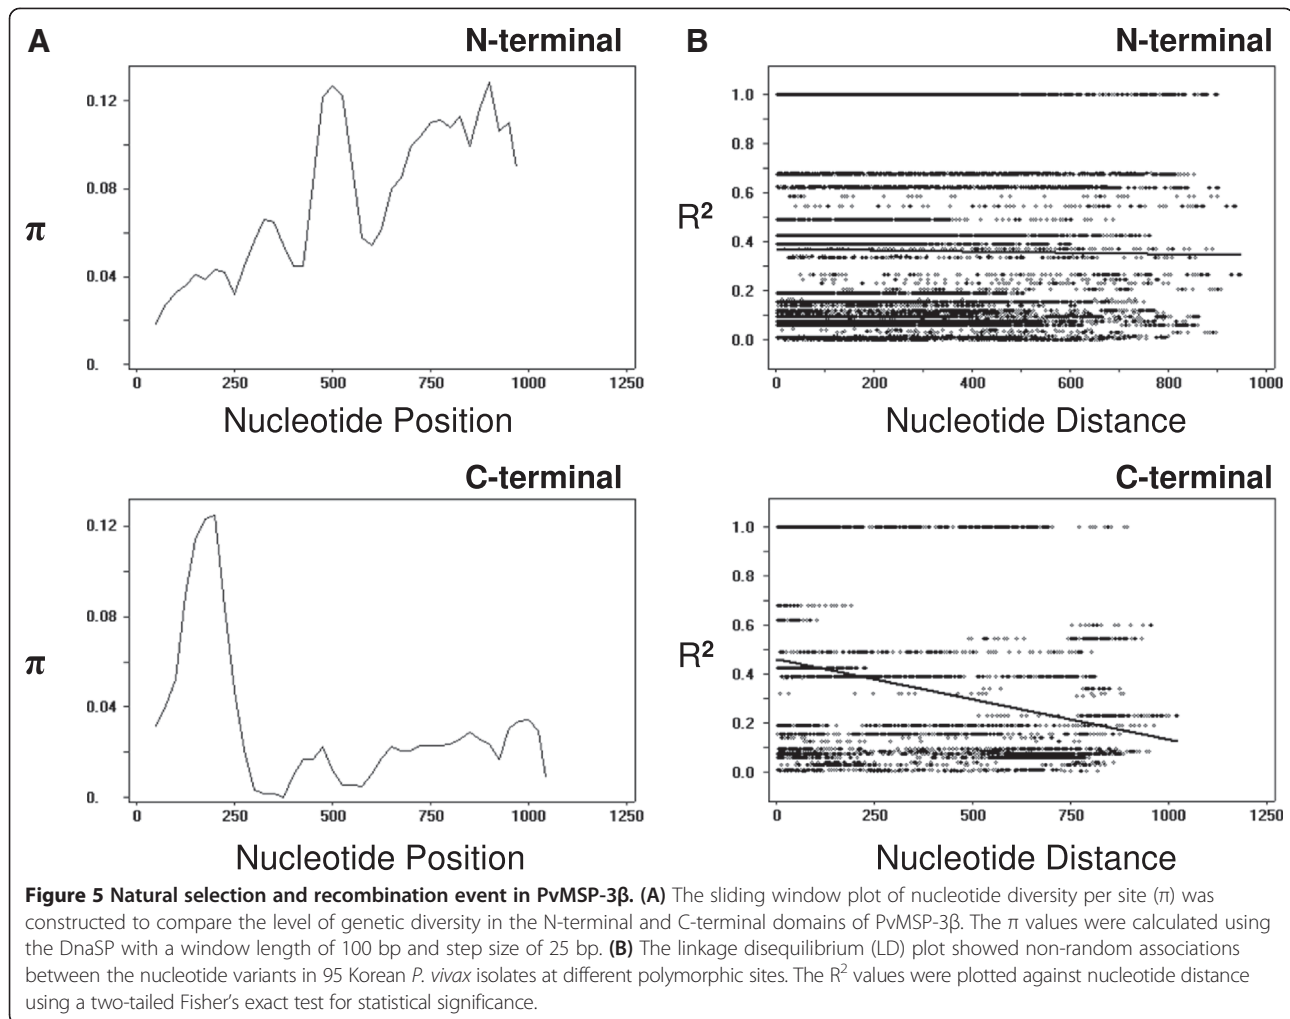 A
N-terminal
0.12
0.08
π
0.04
0.
0 250 500 750 1000 1250
Nucleotide Position
B
N-terminal
1.0
0.8
0.6
R²
0.4
0.2
0.0
0 200 400 600 800 1000
Nucleotide Distance
C-terminal
0.12
0.08
π
0.04
0.
0 250 500 750 1000 1250
Nucleotide Position
C-terminal
1.0
0.8
0.6
R²
0.4
0.2
0.0
0 250 500 750 1000 1250
Nucleotide Distance
Figure 5 Natural selection and recombination event in PvMSP-3β. (A) The sliding window plot of nucleotide diversity per site (π) was
constructed to compare the level of genetic diversity in the N-terminal and C-terminal domains of PvMSP-3β. The π values were calculated using
the DnaSP with a window length of 100 bp and step size of 25 bp. (B) The linkage disequilibrium (LD) plot showed non-random associations
between the nucleotide variants in 95 Korean P. vivax isolates at different polymorphic sites. The R² values were plotted against nucleotide distance
using a two-tailed Fisher's exact test for statistical significance.